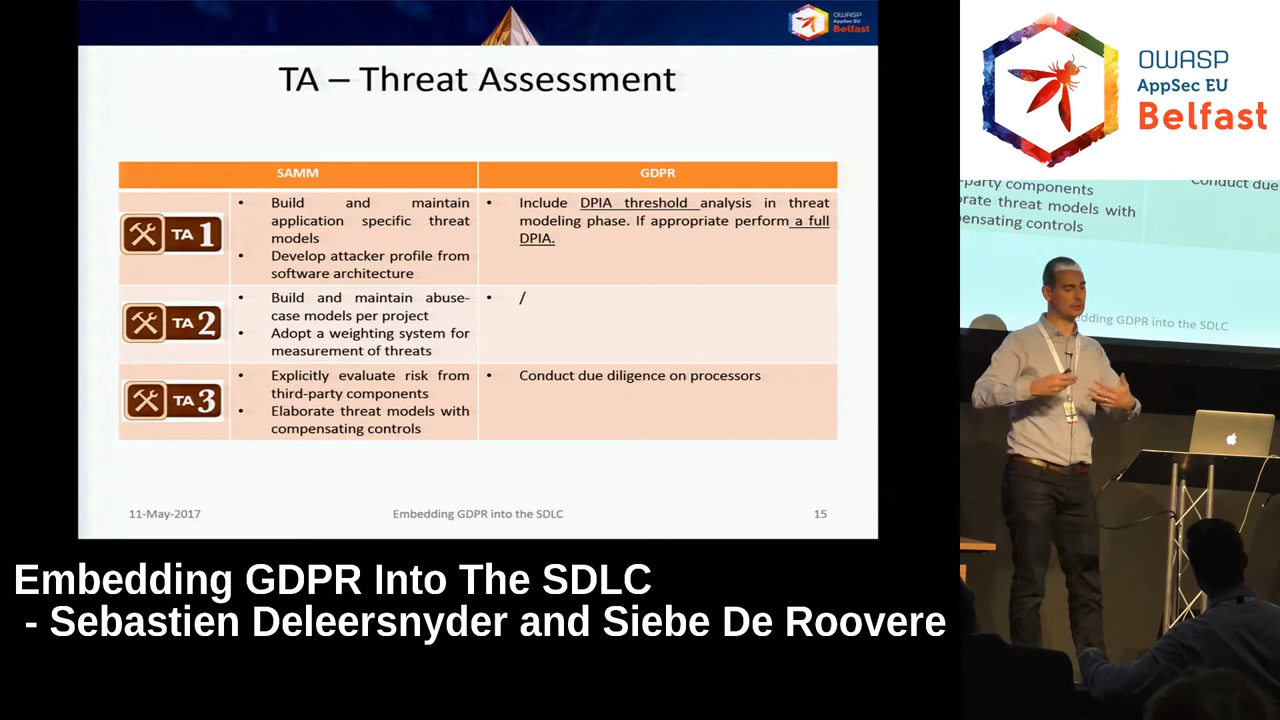 OWASP
AppSec EU
Belfast
TA – Threat Assessment
SAMM
GDPR
TA 1
• Build and maintain
application specific threat
models
• Develop attacker profile from
software architecture
• Include DPIA threshold analysis in threat
modeling phase. If appropriate perform a full
DPIA.
TA 2
• Build and maintain abuse-
case models per project
• Adopt a weighting system for
measurement of threats
• /
TA 3
• Explicitly evaluate risk from
third-party components
• Elaborate threat models with
compensating controls
• Conduct due diligence on processors
11-May-2017
Embedding GDPR into the SDLC
15
Embedding GDPR Into The SDLC
- Sebastien Deleersnyder and Siebe De Roovere
OWASP
AppSec EU
Belfast
-party components
Conduct due
orate threat models with
pensating controls
edding GDPR into the SDLC